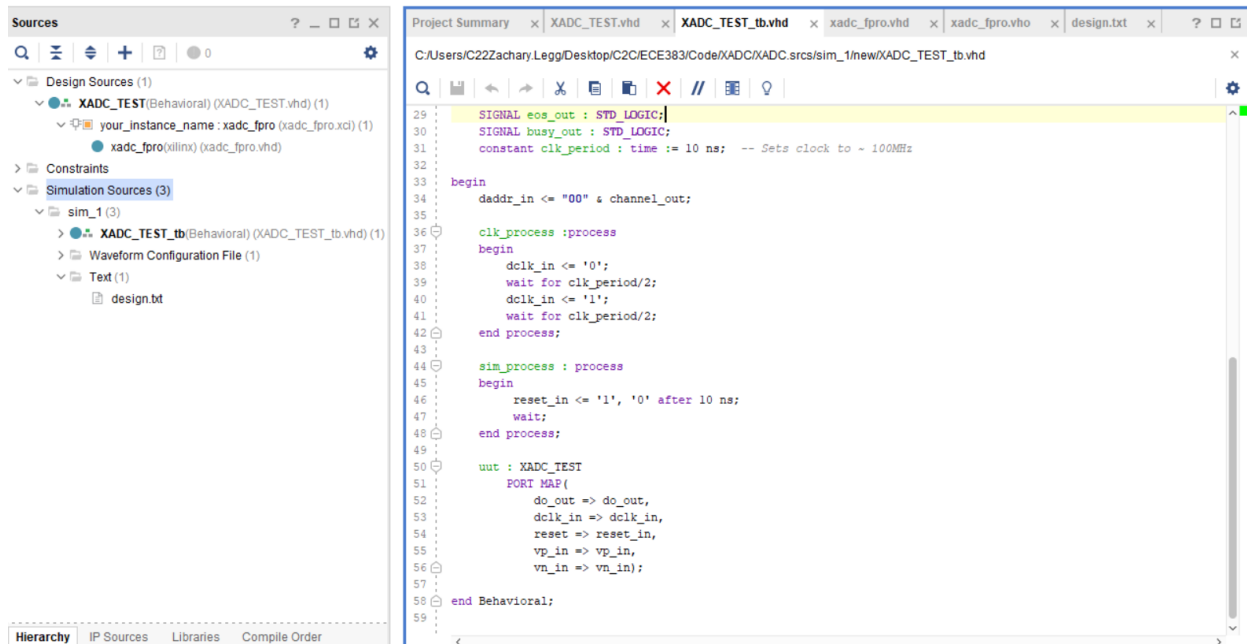 Sources
? _
0
Design Sources (1)
XADC_TEST(Behavioral) (XADC_TEST.vhd) (1)
your_instance_name : xadc_fpro (xadc_fpro.xci) (1)
xadc_fpro(xilinx) (xadc_fpro.vhd)
Constraints
Simulation Sources (3)
sim_1 (3)
XADC_TEST_tb(Behavioral) (XADC_TEST_tb.vhd) (1)
Waveform Configuration File (1)
Text (1)
design.txt
Hierarchy IP Sources Libraries Compile Order
Project Summary × XADC_TEST.vhd × XADC_TEST_tb.vhd × xadc_fpro.vhd × xadc_fpro.vho × design.txt × ?
C:/Users/C22Zachary.Legg/Desktop/C2C/ECE383/Code/XADC/XADC.srcs/sim_1/new/XADC_TEST_tb.vhd
29 SIGNAL eos_out : STD_LOGIC;
30 SIGNAL busy_out : STD_LOGIC;
31 constant clk_period : time := 10 ns; -- Sets clock to ~ 100MHz
32
33 begin
34 daddr_in <= "00" & channel_out;
35
36 clk_process :process
37 begin
38 dclk_in <= '0';
39 wait for clk_period/2;
40 dclk_in <= '1';
41 wait for clk_period/2;
42 end process;
43
44 sim_process : process
45 begin
46 reset_in <= '1', '0' after 10 ns;
47 wait;
48 end process;
49
50 uut : XADC_TEST
51 PORT MAP(
52 do_out => do_out,
53 dclk_in => dclk_in,
54 reset => reset_in,
55 vp_in => vp_in,
56 vn_in => vn_in);
57
58 end Behavioral;
59